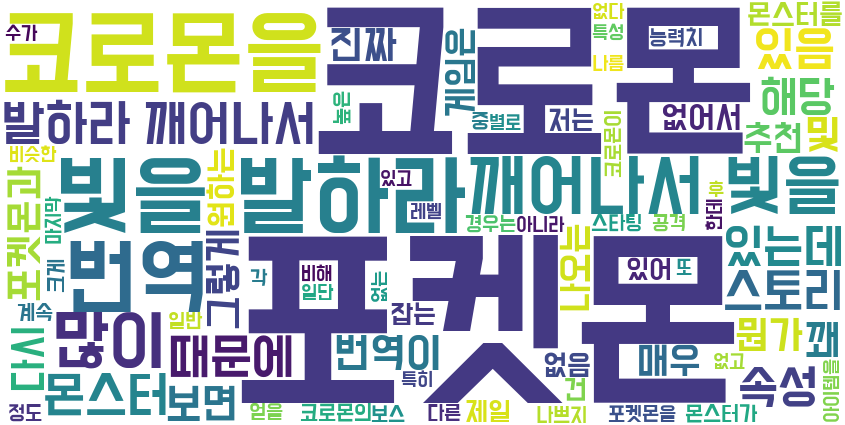 수가
코로몬을
진짜
코로몬
게임은
없다
특성
나름
능력치
몬스터를
있음
발하라 깨어나서
근폭
중별로
저는
코로몬이
없어서
해당
추천
및
비슷한
포켓몬과
마지막
빛을
원하는
발하라
있고
레벨
깨어나서 빛을
경우는
아니라
스타팅
공격
한테
후
번역
크게
그렇게
각
비해
일단
없는
포켓몬
나오는
있어
또
있는데
스토리
계속
많이
일반
때문에
잡는
번역이
특히
없음
건
매우
없고
뭔가
꽤
다시
몬스터
보면
속성
아이템을
정도
얻을
코로몬의
보스
다른
제일
나쁘지
포켓몬을
몬스터가